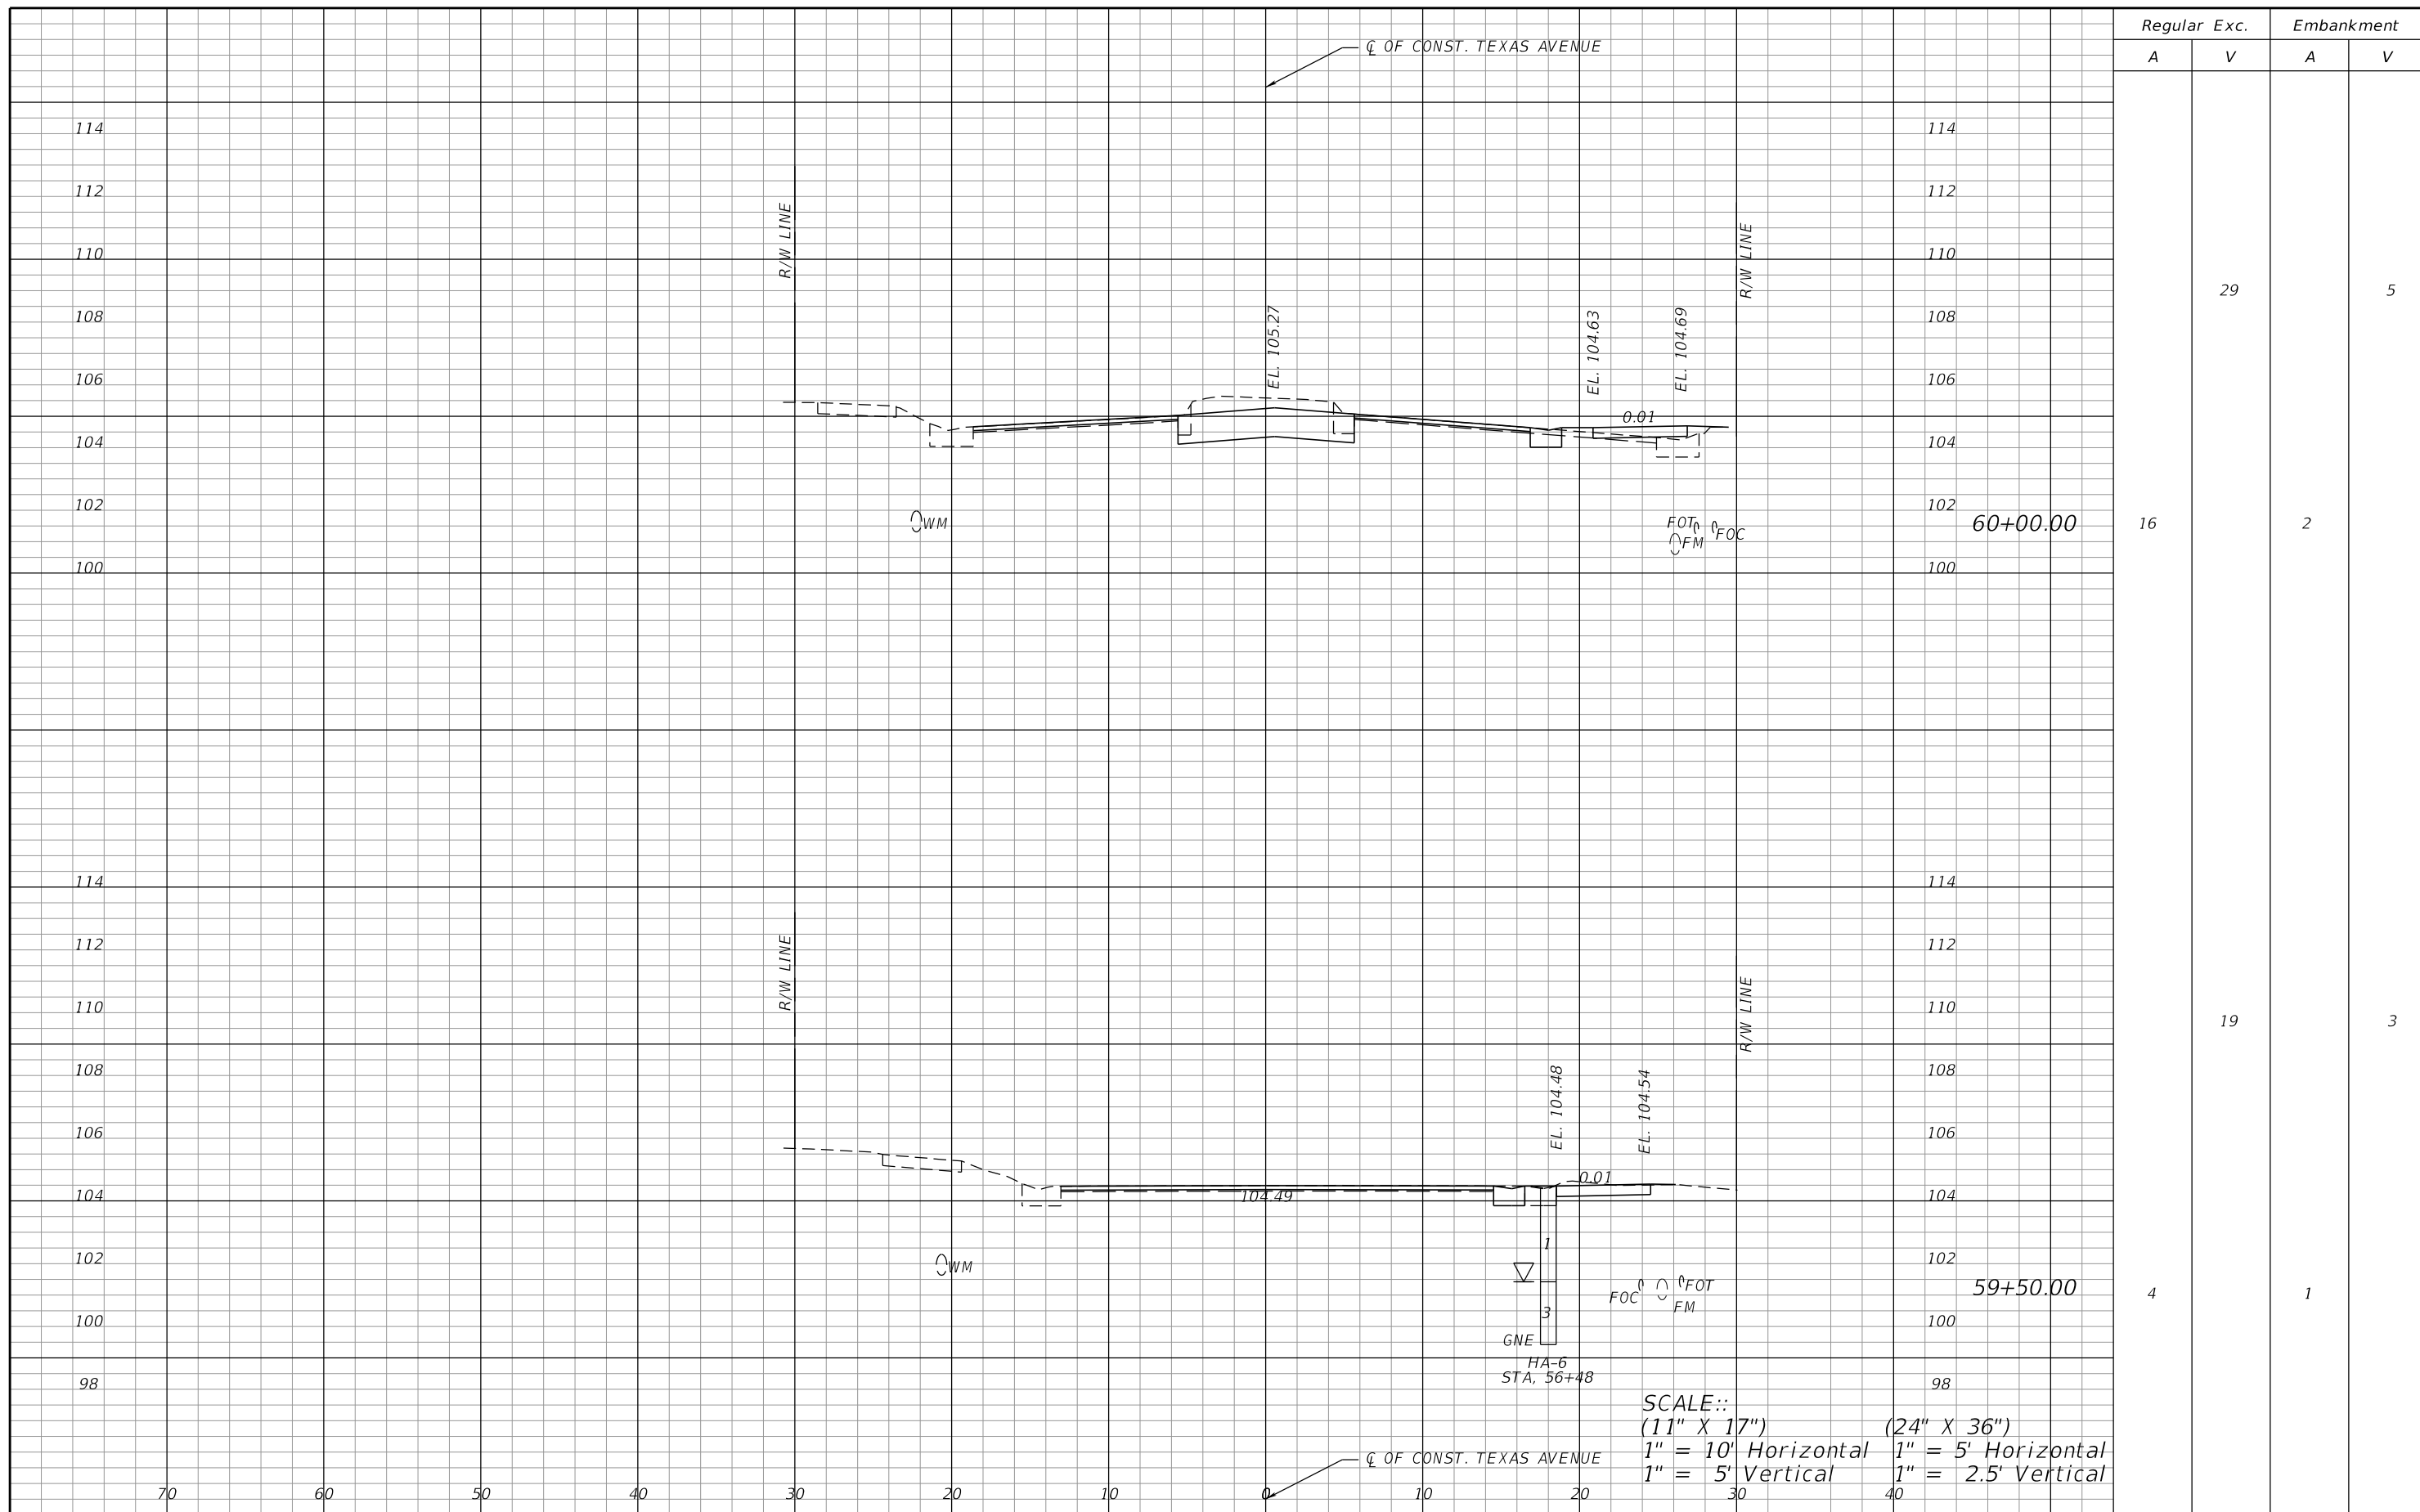 Regular Exc. Embankment
A V A V
℄ OF CONST. TEXAS AVENUE
114 114
112 112
R/W LINE R/W LINE
110 110
29 5
108 108
EL. 105.27 EL. 104.63 EL. 104.69
106 106
0.01
104 104
102 102
WM FOT FOC FM 60+00.00 16 2
100 100
114 114
112 112
R/W LINE R/W LINE
110 110
19 3
108 108
EL. 104.48 EL. 104.54
106 106
0.01
104 104.49 104
1
102 102
WM FOC FOT FM 59+50.00 4 1
3
100 100
GNE
HA-6
STA, 56+48
98 98
SCALE::
(11" X 17") (24" X 36")
1" = 10' Horizontal 1" = 5' Horizontal
1" = 5' Vertical 1" = 2.5' Vertical
℄ OF CONST. TEXAS AVENUE
70 60 50 40 30 20 10 0 10 20 30 40